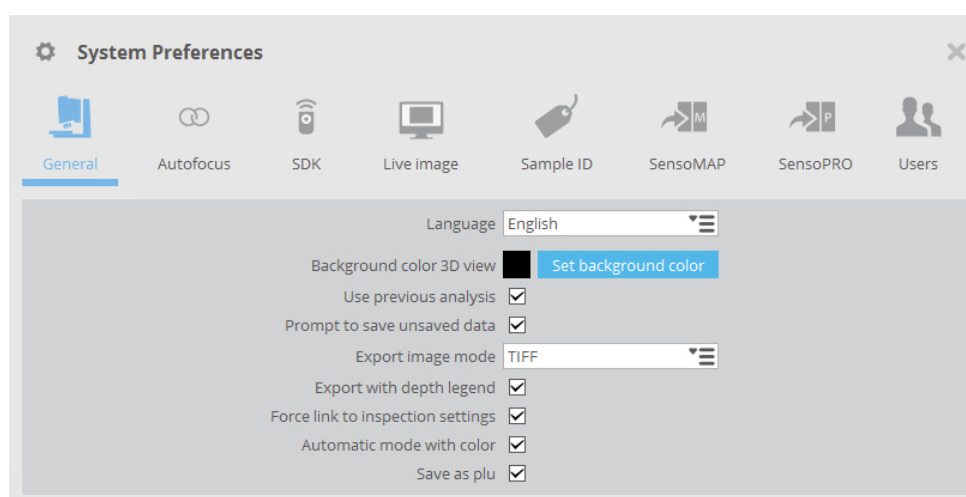 System Preferences
General Autofocus SDK Live image Sample ID SensoMAP SensoPRO Users
M P
Language English
Background color 3D view Set background color
Use previous analysis
Prompt to save unsaved data
Export image mode TIFF
Export with depth legend
Force link to inspection settings
Automatic mode with color
Save as plu